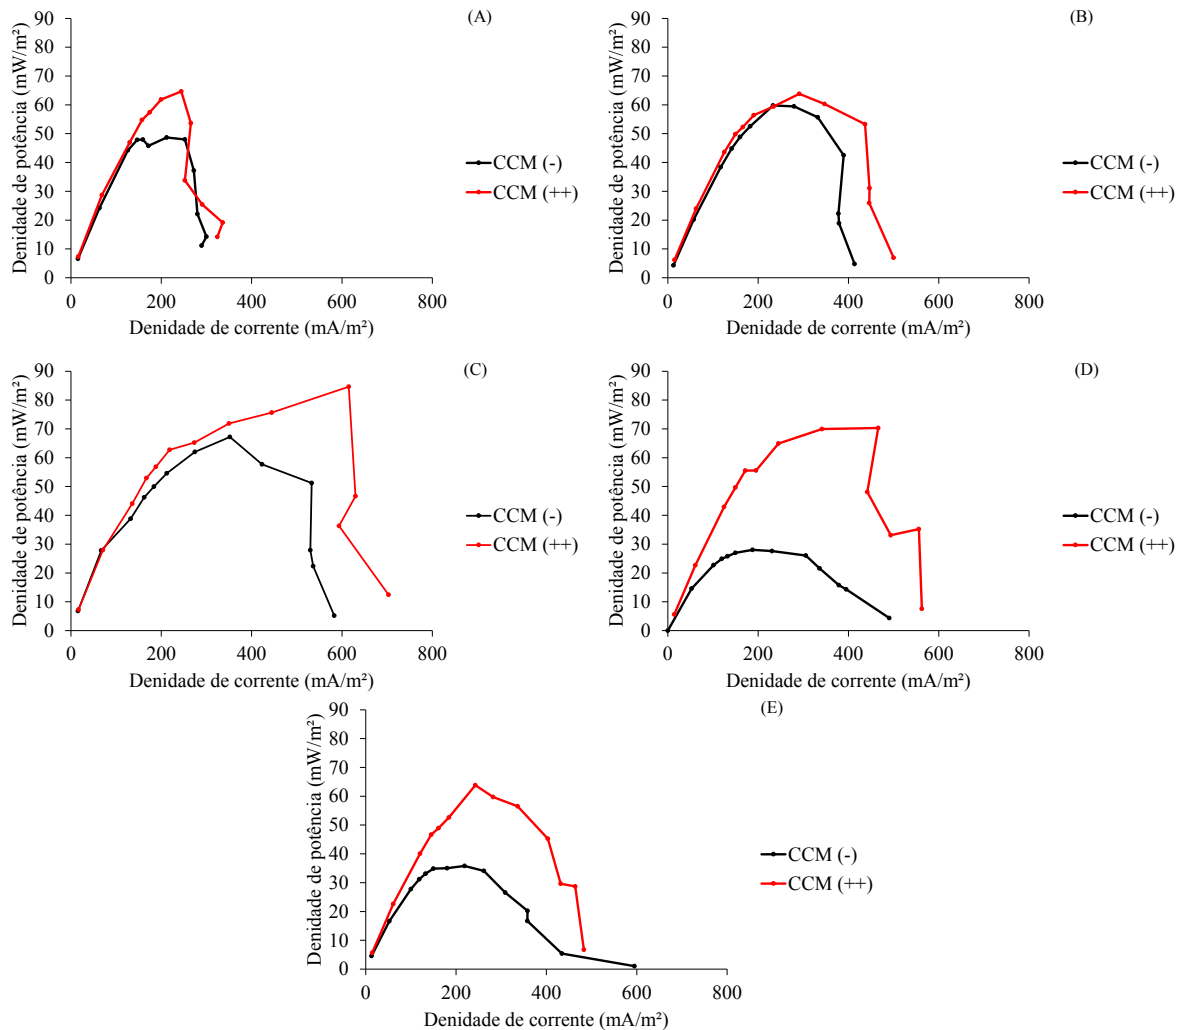 (A)
Denidade de potência (mW/m²)
90
80
70
60
50
40
30
20
10
0
0 200 400 600 800
Denidade de corrente (mA/m²)
CCM (-)
CCM (++)
(B)
Denidade de potência (mW/m²)
90
80
70
60
50
40
30
20
10
0
0 200 400 600 800
Denidade de corrente (mA/m²)
CCM (-)
CCM (++)
(C)
Denidade de potência (mW/m²)
90
80
70
60
50
40
30
20
10
0
0 200 400 600 800
Denidade de corrente (mA/m²)
CCM (-)
CCM (++)
(D)
Denidade de potência (mW/m²)
90
80
70
60
50
40
30
20
10
0
0 200 400 600 800
Denidade de corrente (mA/m²)
CCM (-)
CCM (++)
(E)
Denidade de potência (mW/m²)
90
80
70
60
50
40
30
20
10
0
0 200 400 600 800
Denidade de corrente (mA/m²)
CCM (-)
CCM (++)